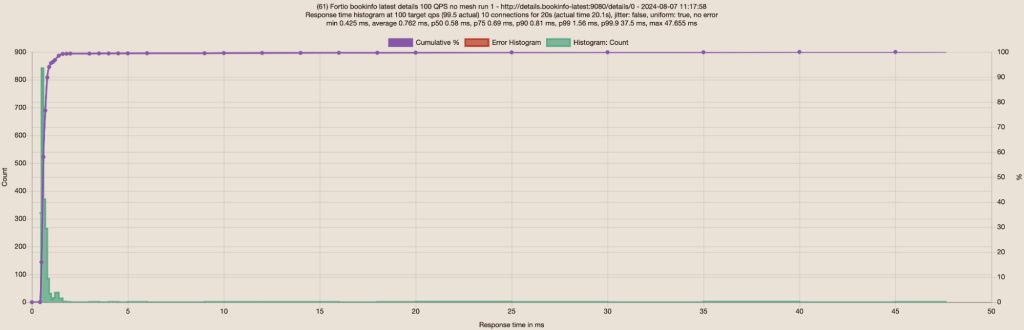 (61) Fortio bookinfo latest details 100 QPS no mesh run 1 - http://details.bookinfo-latest:9080/details/0 - 2024-08-07 11:17:58
Response time histogram at 100 target qps (99.5 actual) 10 connections for 20s (actual time 20.1s), jitter: false, uniform: true, no error
min 0.425 ms, average 0.762 ms, p50 0.58 ms, p75 0.69 ms, p90 0.81 ms, p99 1.56 ms, p99.9 37.5 ms, max 47.655 ms
Cumulative % Error Histogram Histogram: Count
900 100
800 90
700 80
600 70
500 60
400 50
300 40
200 30
100 20
0 10
0
Count
%
0 5 10 15 20 25 30 35 40 45 50
Response time in ms